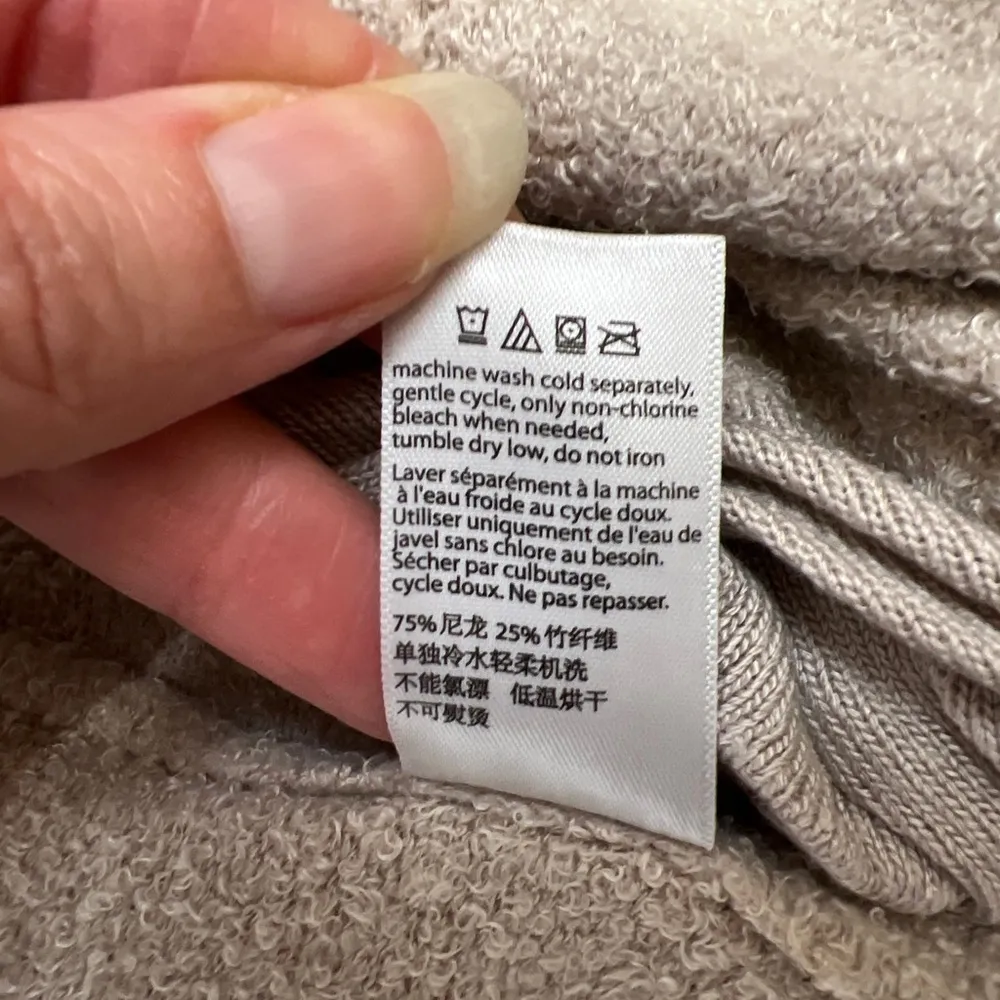 machine wash cold separately,
gentle cycle, only non-chlorine
bleach when needed,
tumble dry low, do not iron
Laver séparément à la machine
à l'eau froide au cycle doux.
Utiliser uniquement de l'eau de
javel sans chlore au besoin.
Sécher par culbutage,
cycle doux. Ne pas repasser.
75%尼龙 25%竹纤维
单独冷水轻柔机洗
不能氯漂 低温烘干
不可熨烫